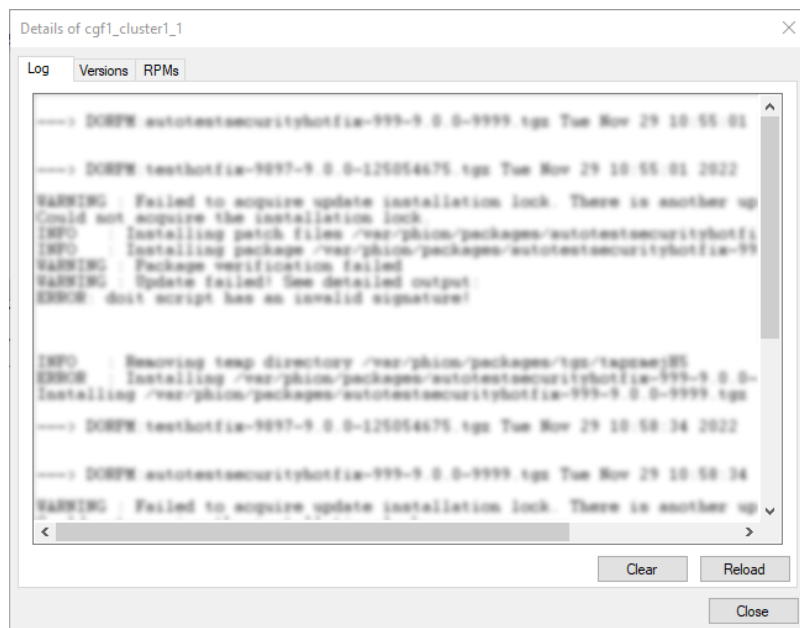 Details of cgf1_cluster1_1
Log Versions RPMs
---> DORPM:autotestsecurityhotfix-999-9.0.0-9999.tgz Tue Nov 29 10:55:01
---> DORPM:testhotfix-9897-9.0.0-125054675.tgz Tue Nov 29 10:55:01 2022
WARNING : Failed to acquire update installation lock. There is another up
Could not acquire the installation lock.
INFO : Installing patch files /var/phion/packages/autotestsecurityhotfi
INFO : Installing package /var/phion/packages/autotestsecurityhotfix-99
WARNING : Package verification failed
WARNING : Update failed! See detailed output:
ERROR: doit script has an invalid signature!
INFO : Removing temp directory /var/phion/packages/tgz/
ERROR : Installing /var/phion/packages/autotestsecurityhotfix-999-9.0.0-
Installing /var/phion/packages/autotestsecurityhotfix-999-9.0.0-9999.tgz
---> DORPM:testhotfix-9897-9.0.0-125054675.tgz Tue Nov 29 10:58:34 2022
---> DORPM:autotestsecurityhotfix-999-9.0.0-9999.tgz Tue Nov 29 10:58:34
WARNING : Failed to acquire update installation lock. There is another up
Clear Reload
Close